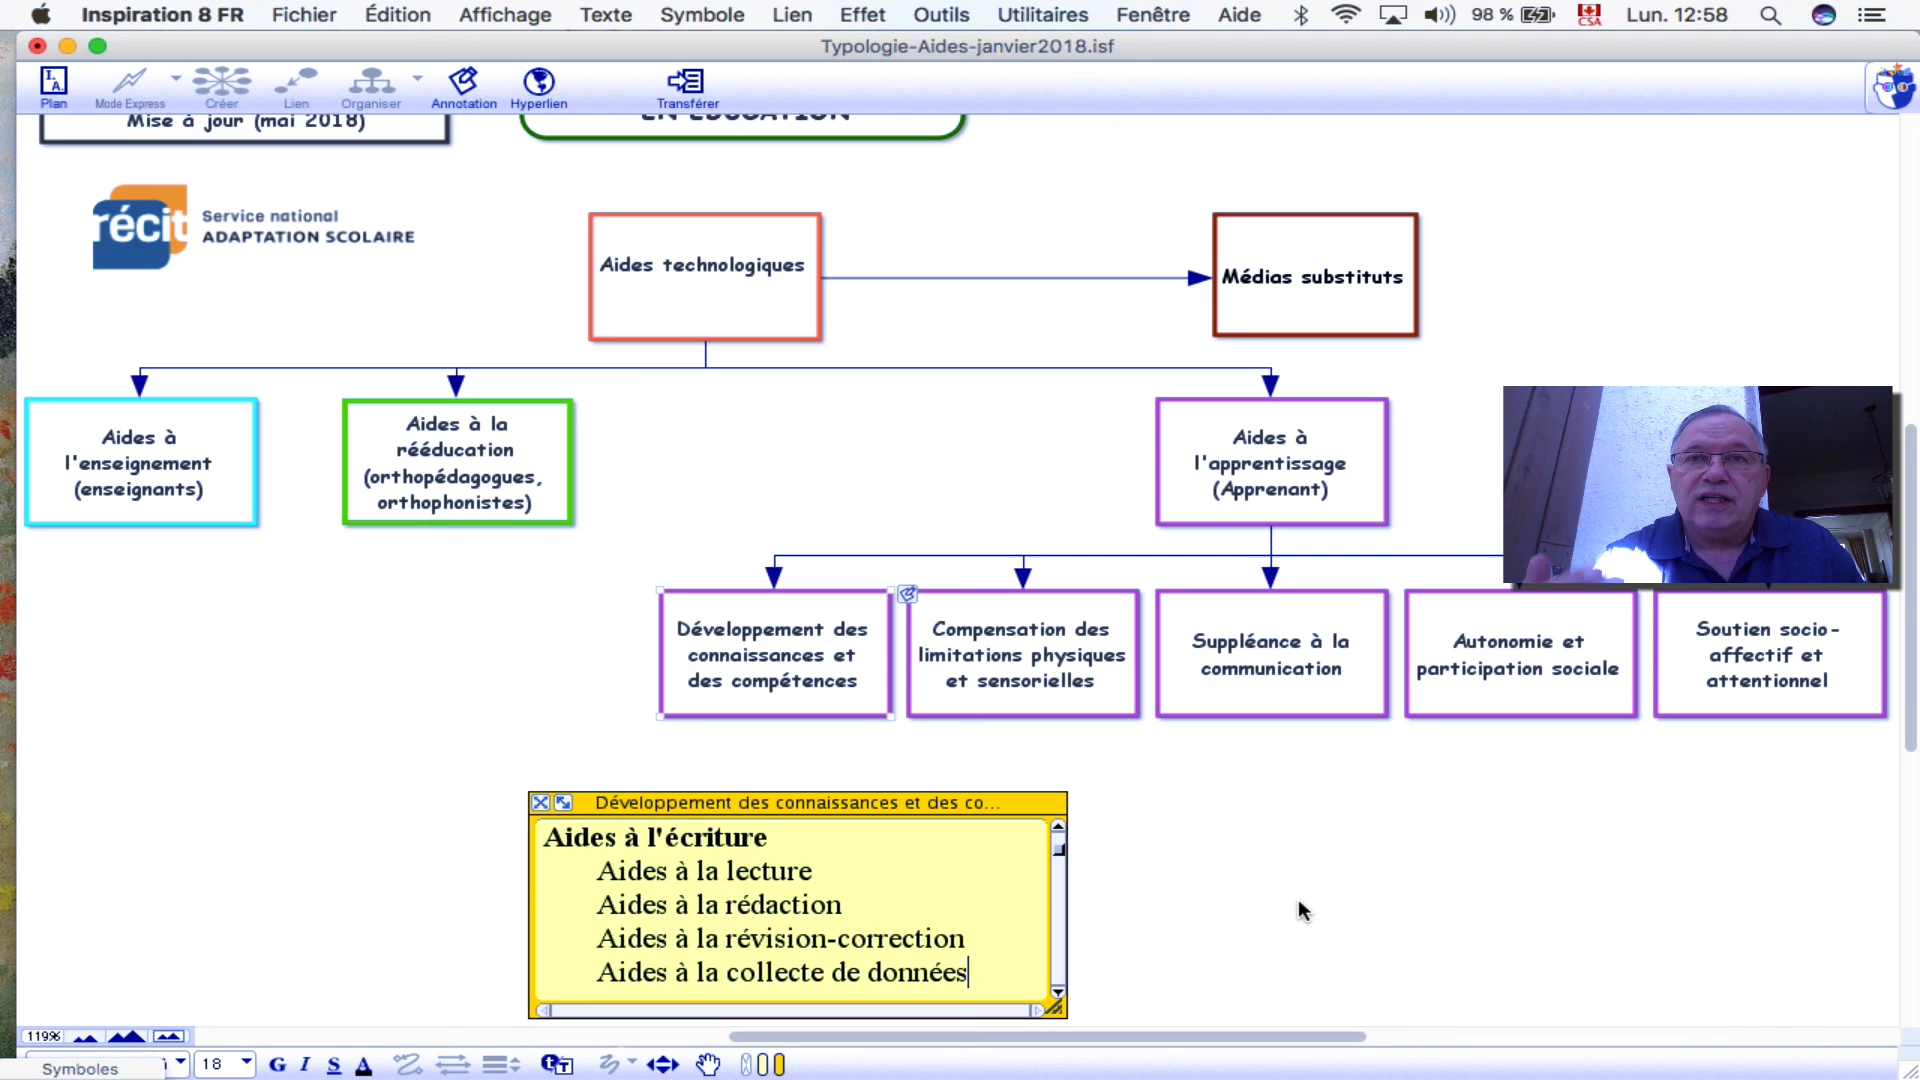 Inspiration 8 FR Fichier Édition Affichage Texte Symbole Lien Effet Outils Utilitaires Fenêtre Aide 98 % CSA Lun. 12:58
Typologie-Aides-janvier2018.isf
Plan Mode Express Créer Lien Organiser Annotation Hyperlien Transférer
Mise à jour (mai 2018)
EN ÉDUCATION
récit
Service national
ADAPTATION SCOLAIRE
Aides technologiques
Médias substituts
Aides à
l'enseignement
(enseignants)
Aides à la
rééducation
(orthopédagogues,
orthophonistes)
Aides à
l'apprentissage
(Apprenant)
Développement des
connaissances et
des compétences
Compensation des
limitations physiques
et sensorielles
Suppléance à la
communication
Autonomie et
participation sociale
Soutien socio-
affectif et
attentionnel
Développement des connaissances et des co...
Aides à l'écriture
Aides à la lecture
Aides à la rédaction
Aides à la révision-correction
Aides à la collecte de données
119%
18 G I S A
Symboles